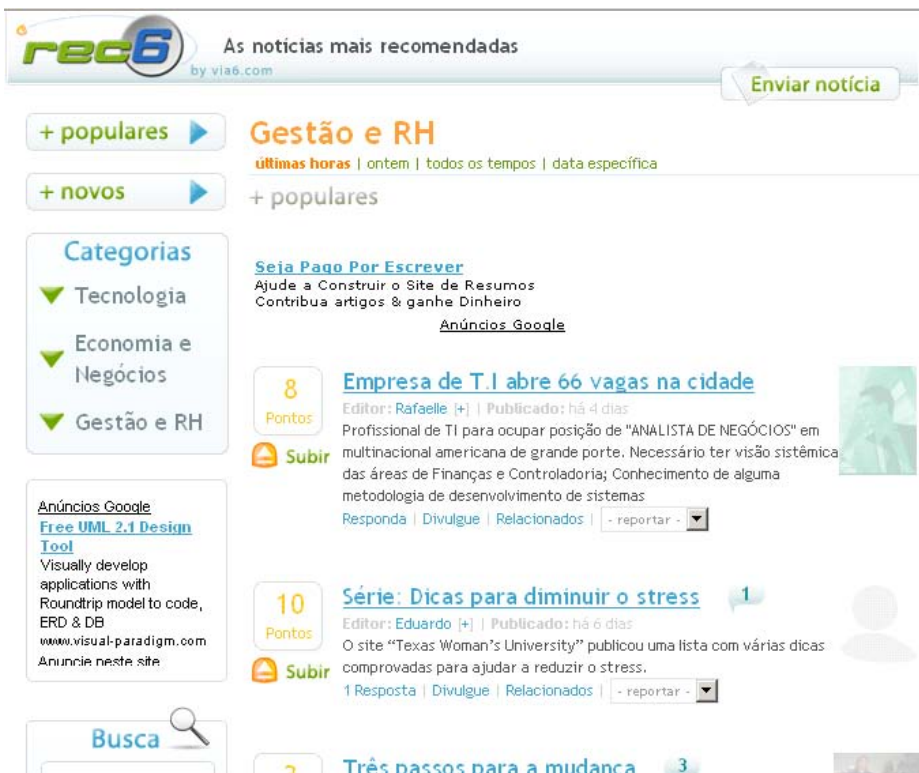 rec6
As notícias mais recomendadas
by via6.com
Enviar notícia
+ populares
+ novos
Categorias
Tecnologia
Economia e
Negócios
Gestão e RH
Anúncios Google
Free UML 2.1 Design
Tool
Visually develop
applications with
Roundtrip model to code,
ERD & DB
www.visual-paradigm.com
Anuncie neste site
Busca
Gestão e RH
últimas horas | ontem | todos os tempos | data específica
+ populares
Seja Pago Por Escrever
Ajude a Construir o Site de Resumos
Contribua artigos & ganhe Dinheiro
Anúncios Google
8
Pontos
Subir
Empresa de T.I abre 66 vagas na cidade
Editor: Rafaelle [+] | Publicado: há 4 dias
Profissional de TI para ocupar posição de "ANALISTA DE NEGÓCIOS" em
multinacional americana de grande porte. Necessário ter visão sistêmica
das áreas de Finanças e Controladoria; Conhecimento de alguma
metodologia de desenvolvimento de sistemas
Responda | Divulgue | Relacionados | - reportar -
10
Pontos
Subir
Série: Dicas para diminuir o stress 1
Editor: Eduardo [+] | Publicado: há 6 dias
O site “Texas Woman’s University” publicou uma lista com várias dicas
comprovadas para ajudar a reduzir o stress.
1 Resposta | Divulgue | Relacionados | - reportar -
Três passos para a mudança 3